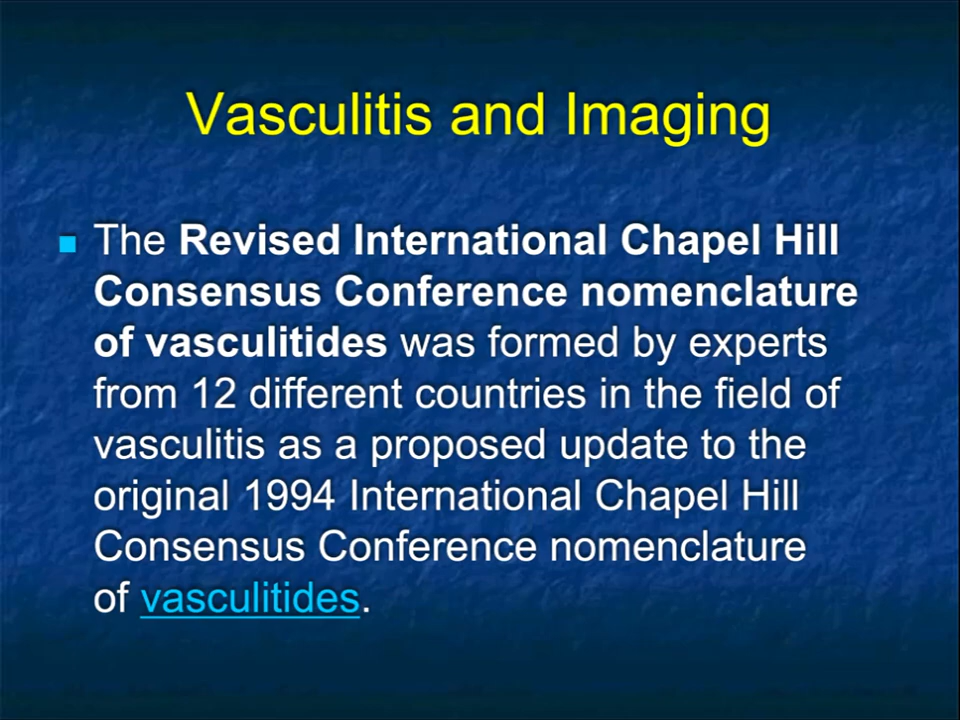 Vasculitis and Imaging
The Revised International Chapel Hill
Consensus Conference nomenclature
of vasculitides was formed by experts
from 12 different countries in the field of
vasculitis as a proposed update to the
original 1994 International Chapel Hill
Consensus Conference nomenclature
of vasculitides.